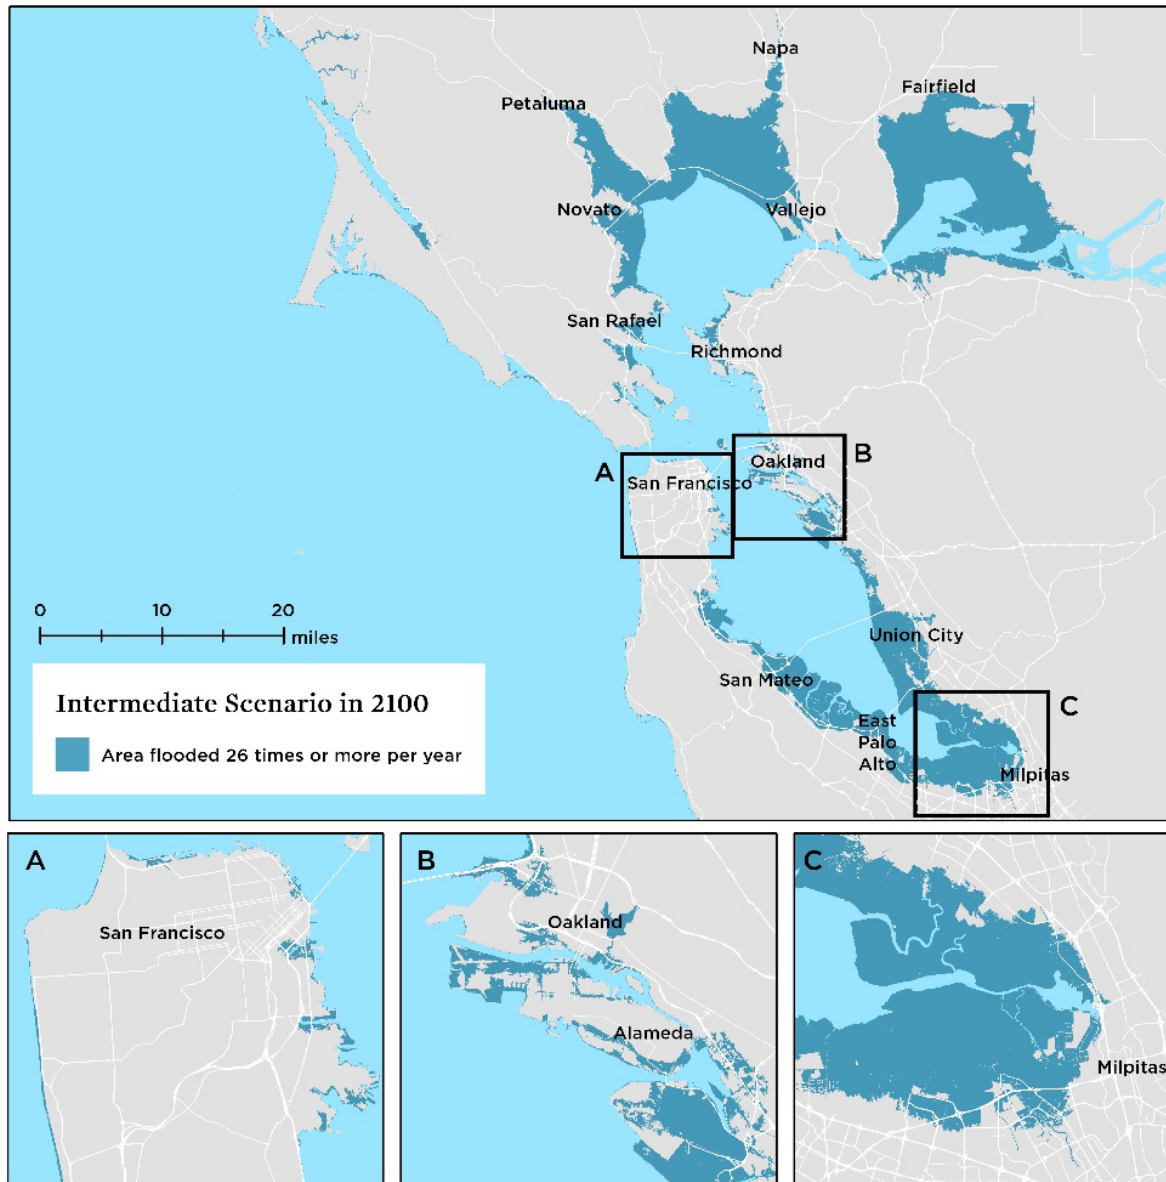 Napa
Fairfield
Petaluma
Novato
Vallejo
San Rafael
Richmond
A
San Francisco
Oakland
B
0 10 20
miles
Union City
San Mateo
East
Palo
Alto
C
Milpitas
Intermediate Scenario in 2100
Area flooded 26 times or more per year
A
San Francisco
B
Oakland
Alameda
C
Milpitas